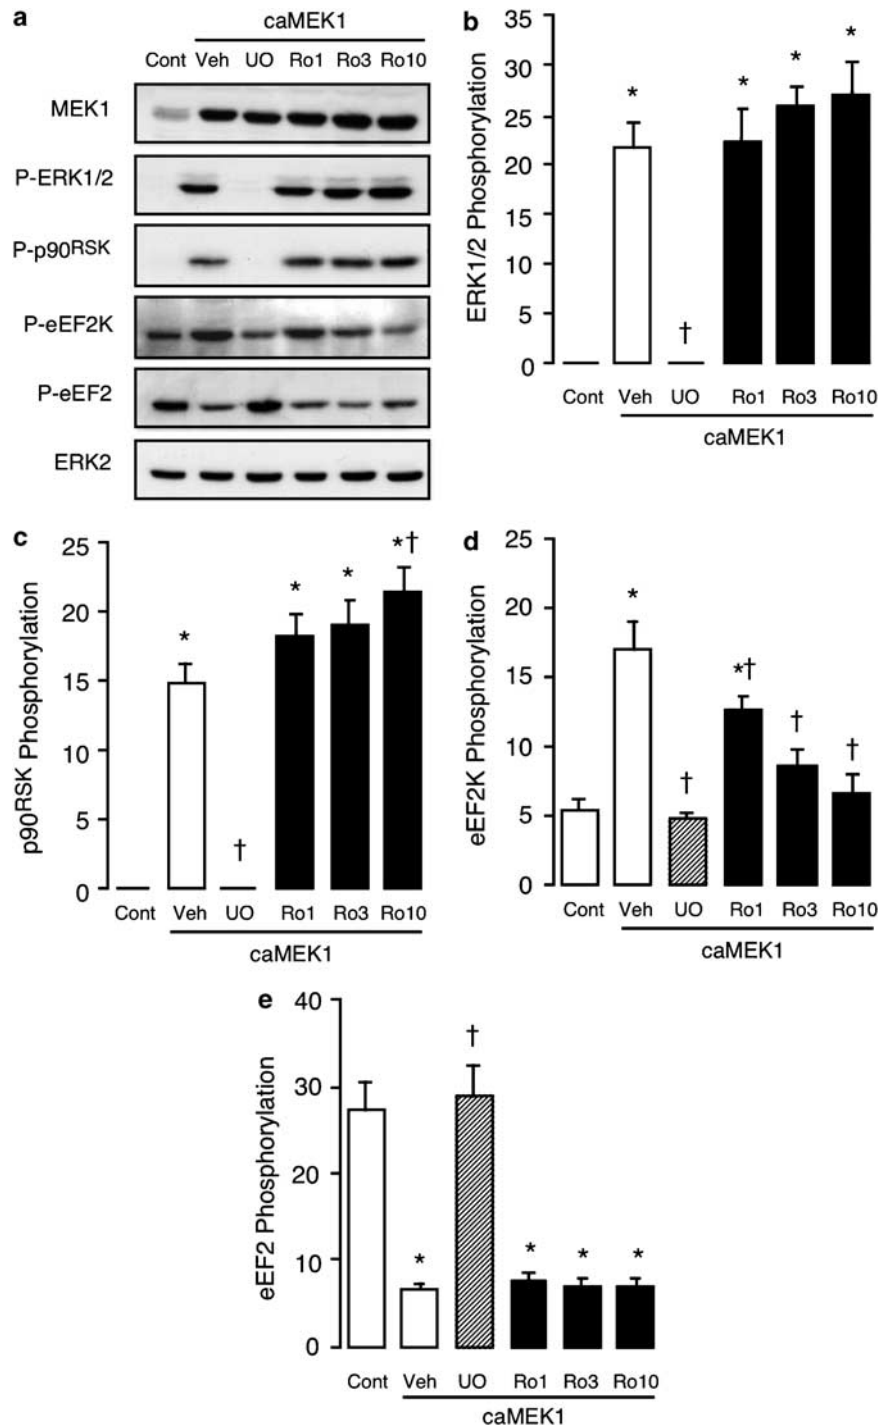 a
caMEK1
Cont Veh UO Ro1 Ro3 Ro10
MEK1
P-ERK1/2
P-p90RSK
P-eEF2K
P-eEF2
ERK2
b
ERK1/2 Phosphorylation
35
30
25
20
15
10
5
0
* † * * *
Cont Veh UO Ro1 Ro3 Ro10
caMEK1
c
p90RSK Phosphorylation
25
20
15
10
5
0
* † * * *†
Cont Veh UO Ro1 Ro3 Ro10
caMEK1
d
eEF2K Phosphorylation
25
20
15
10
5
0
* † *† † †
Cont Veh UO Ro1 Ro3 Ro10
caMEK1
e
eEF2 Phosphorylation
40
30
20
10
0
* † * * *
Cont Veh UO Ro1 Ro3 Ro10
caMEK1